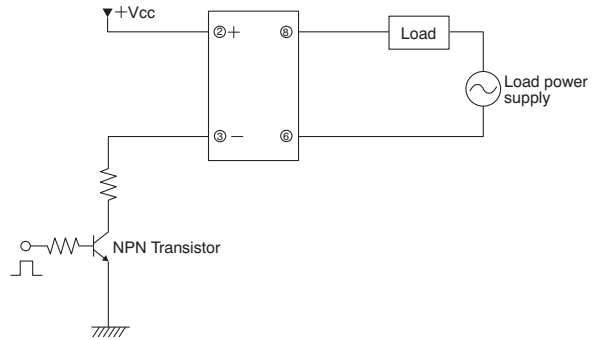 +Vcc
② +
⑧
Load
Load power
supply
③ −
⑥
NPN Transistor